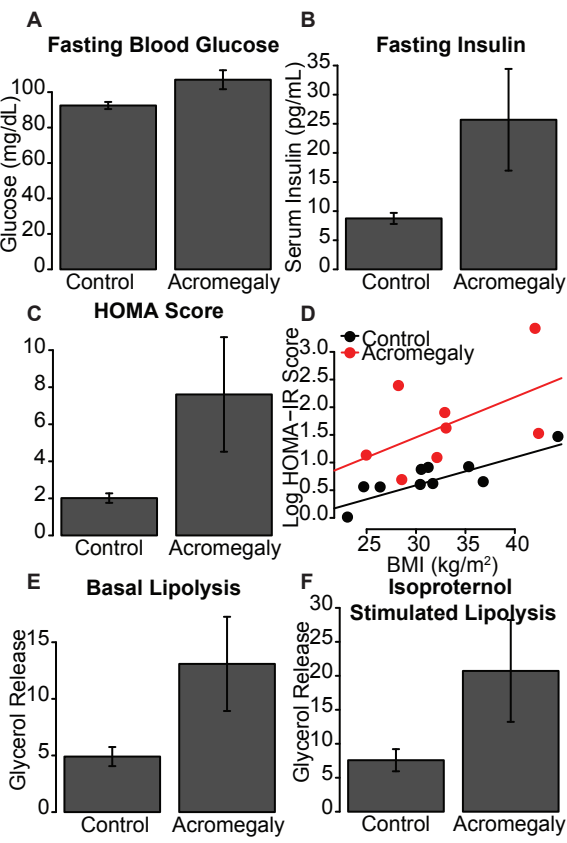 A
Fasting Blood Glucose
Glucose (mg/dL)
0
20
40
60
80
100
Control
Acromegaly
B
Fasting Insulin
Serum Insulin (pg/mL)
0
5
10
15
20
25
30
35
Control
Acromegaly
C
HOMA Score
0
2
4
6
8
10
Control
Acromegaly
D
Control
Acromegaly
Log HOMA−IR Score
0.0
0.5
1.0
1.5
2.0
2.5
3.0
25
30
35
40
BMI (kg/m²)
E
Basal Lipolysis
Glycerol Release
0
5
10
15
Control
Acromegaly
F
Isoproternol
Stimulated Lipolysis
Glycerol Release
0
5
10
15
20
25
30
Control
Acromegaly